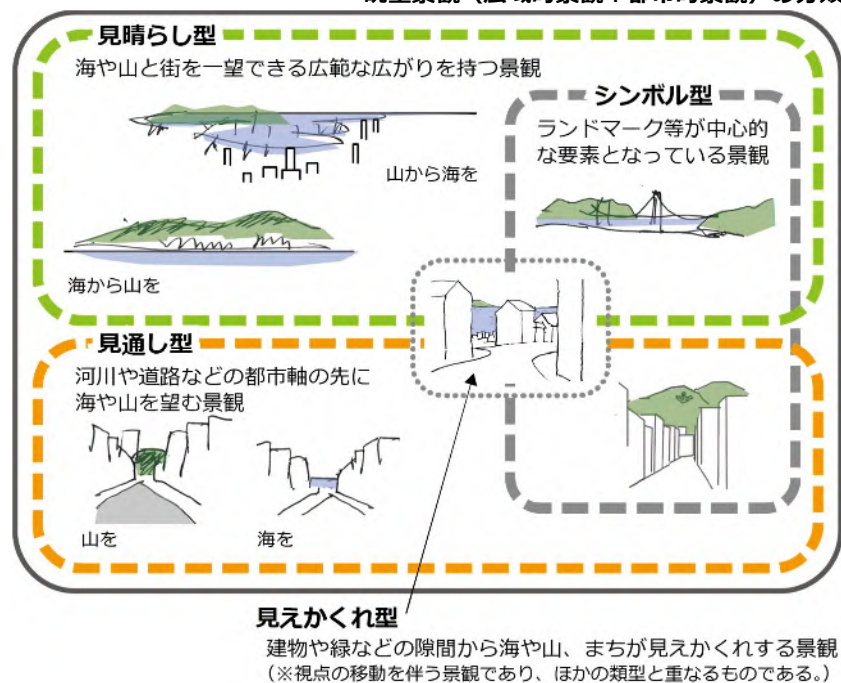 見晴らし型
海や山と街を一望できる広範な広がりを持つ景観
山から海を
海から山を
シンボル型
ランドマーク等が中心的
な要素となっている景観
見通し型
河川や道路などの都市軸の先に
海や山を望む景観
山を
海を
見えかくれ型
建物や緑などの隙間から海や山、まちが見えかくれする景観
（※視点の移動を伴う景観であり、ほかの類型と重なるものである。）